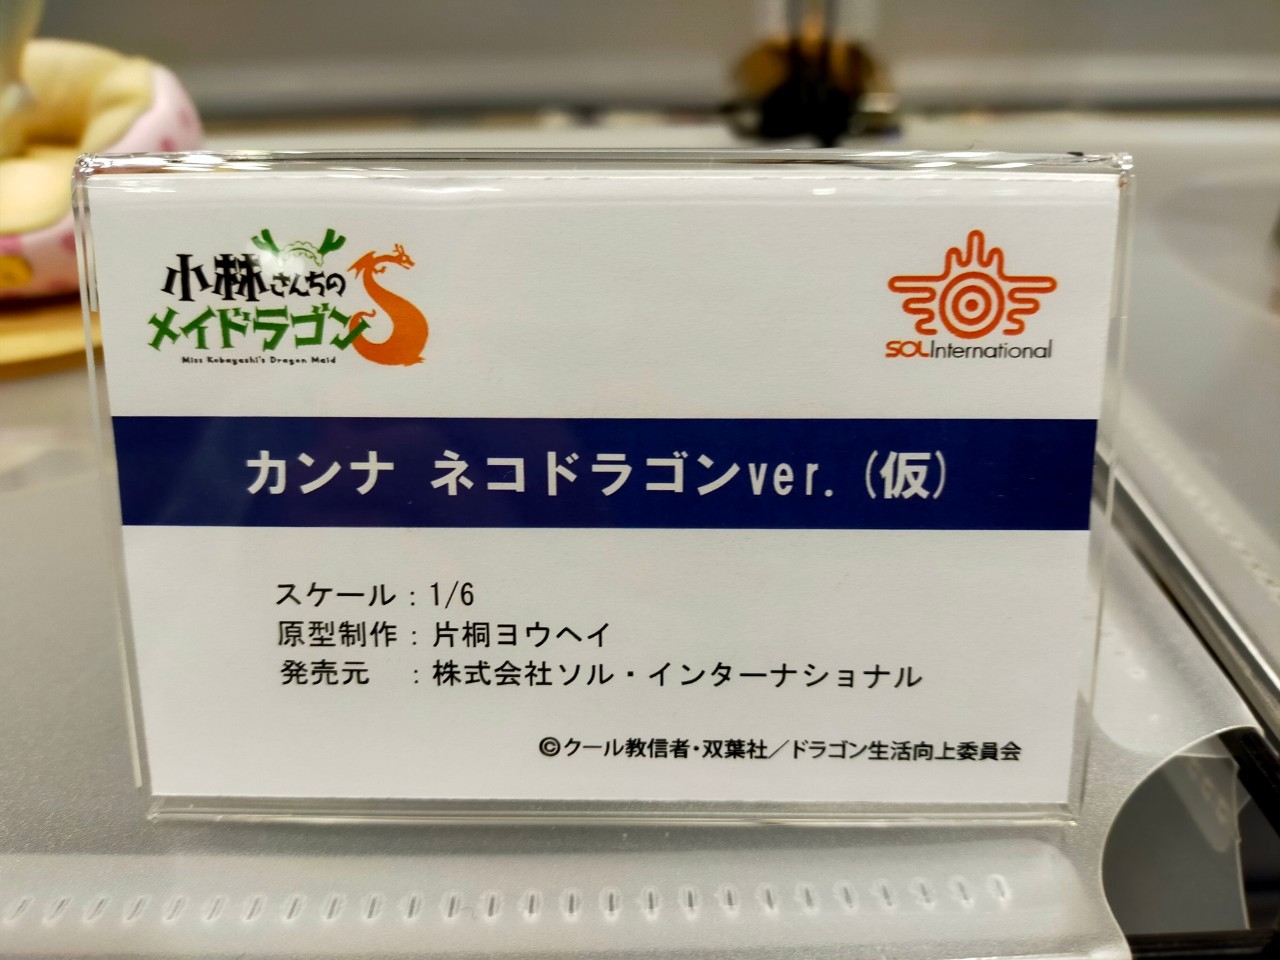 小林さんちの
メイドラゴンS
Miss Kobayashi's Dragon Maid
SOL International
カンナ ネコドラゴンver.(仮)
スケール:1/6
原型制作:片桐ヨウヘイ
発売元 :株式会社ソル・インターナショナル
©クール教信者・双葉社/ドラゴン生活向上委員会